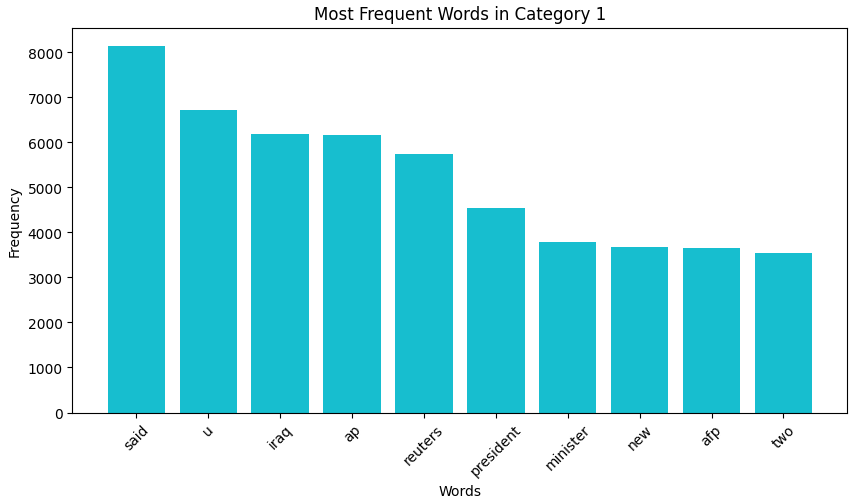 Most Frequent Words in Category 1
Frequency
8000
7000
6000
5000
4000
3000
2000
1000
0
said
u
iraq
ap
reuters
president
minister
new
afp
two
Words